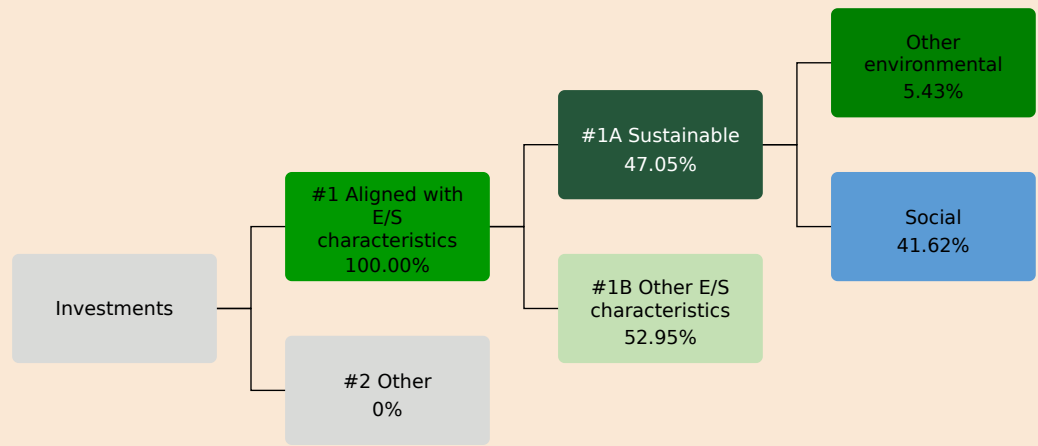 Investments
#1 Aligned with
E/S
characteristics
100.00%
#2 Other
0%
#1A Sustainable
47.05%
#1B Other E/S
characteristics
52.95%
Other
environmental
5.43%
Social
41.62%